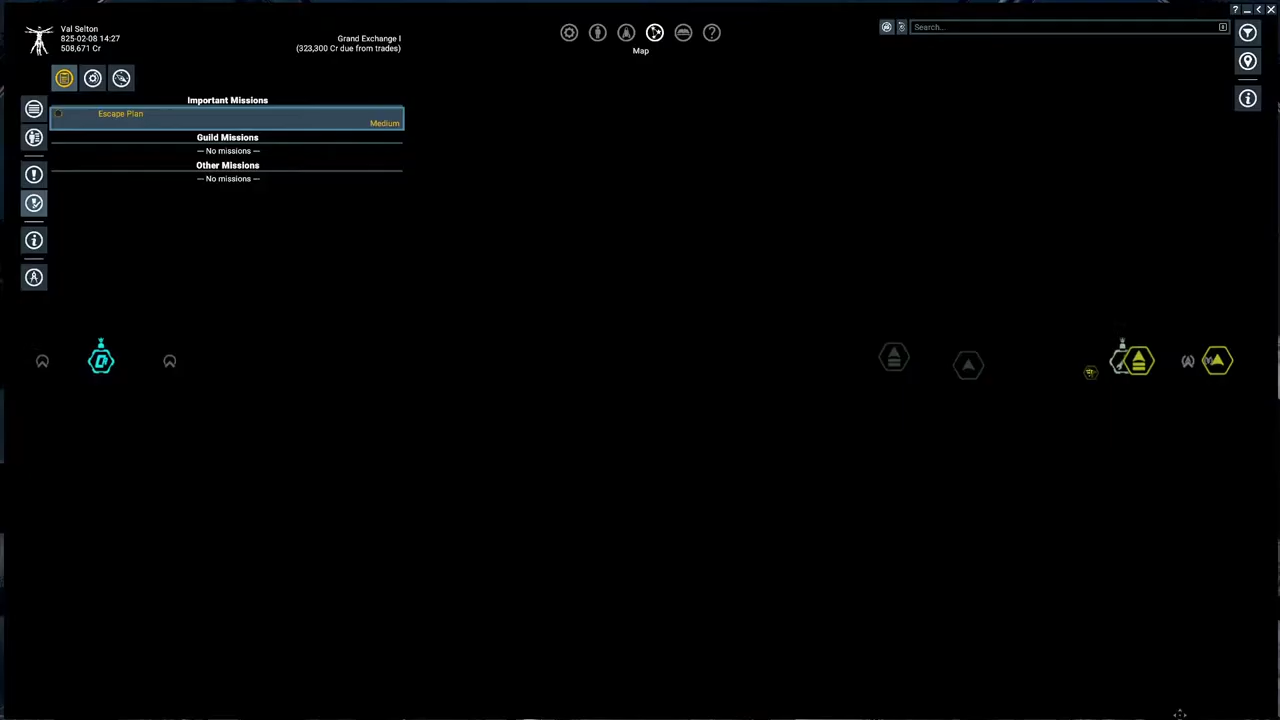 Val Selton
825-02-08 14:27
508,671 Cr
Grand Exchange I
(323,300 Cr due from trades)
Map
Search...
Important Missions
Escape Plan
Medium
Guild Missions
--- No missions ---
Other Missions
--- No missions ---